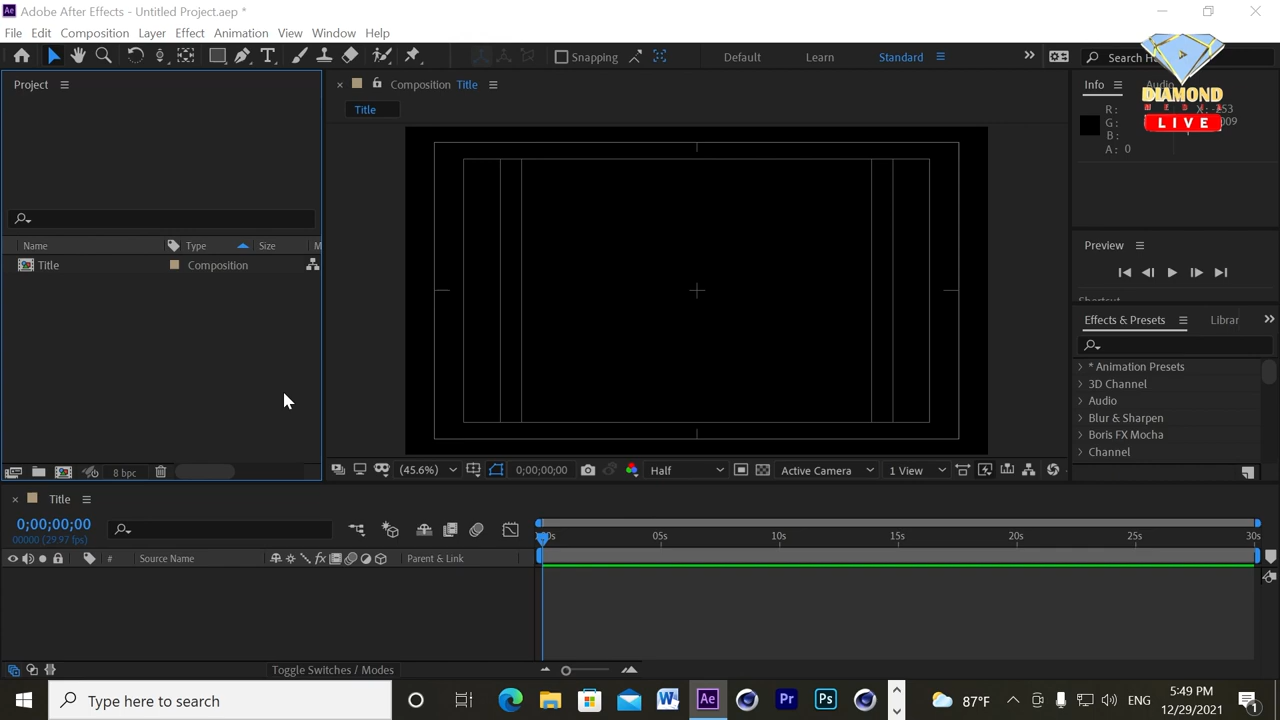 Adobe After Effects - Untitled Project.aep *
File Edit Composition Layer Effect Animation View Window Help
Snapping Default Learn Standard Search He
DIAMOND
LIVE
Project
Composition Title
Info Audio
Title
R:
G:
B:
A: 0
Name Type Size M
Title Composition
Preview
Effects & Presets Librar
* Animation Presets
3D Channel
Audio
Blur & Sharpen
Boris FX Mocha
Channel
8 bpc
(45.6%) 0;00;00;00 Half Active Camera 1 View
Title
0;00;00;00
00000 (29.97 fps)
05s 10s 15s 20s 25s 30s
# Source Name Parent & Link
Toggle Switches / Modes
Type here to search
87°F ENG
5:49 PM
12/29/2021